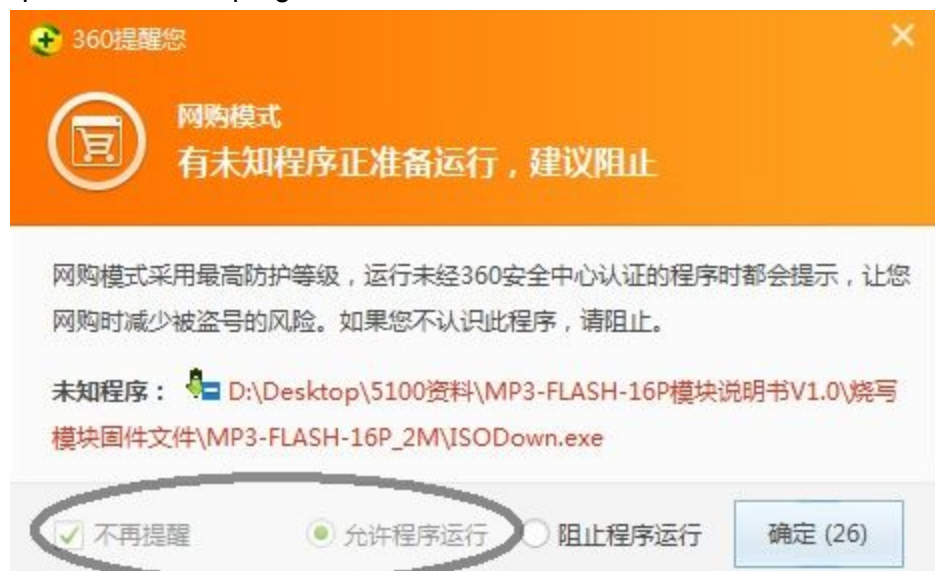 360提醒您
网购模式
有未知程序正准备运行，建议阻止
网购模式采用最高防护等级，运行未经360安全中心认证的程序时都会提示，让您
网购时减少被盗号的风险。如果您不认识此程序，请阻止。
未知程序： D:\Desktop\5100资料\MP3-FLASH-16P模块说明书V1.0\烧写
模块固件文件\MP3-FLASH-16P_2M\ISODown.exe
不再提醒 允许程序运行 阻止程序运行 确定 (26)